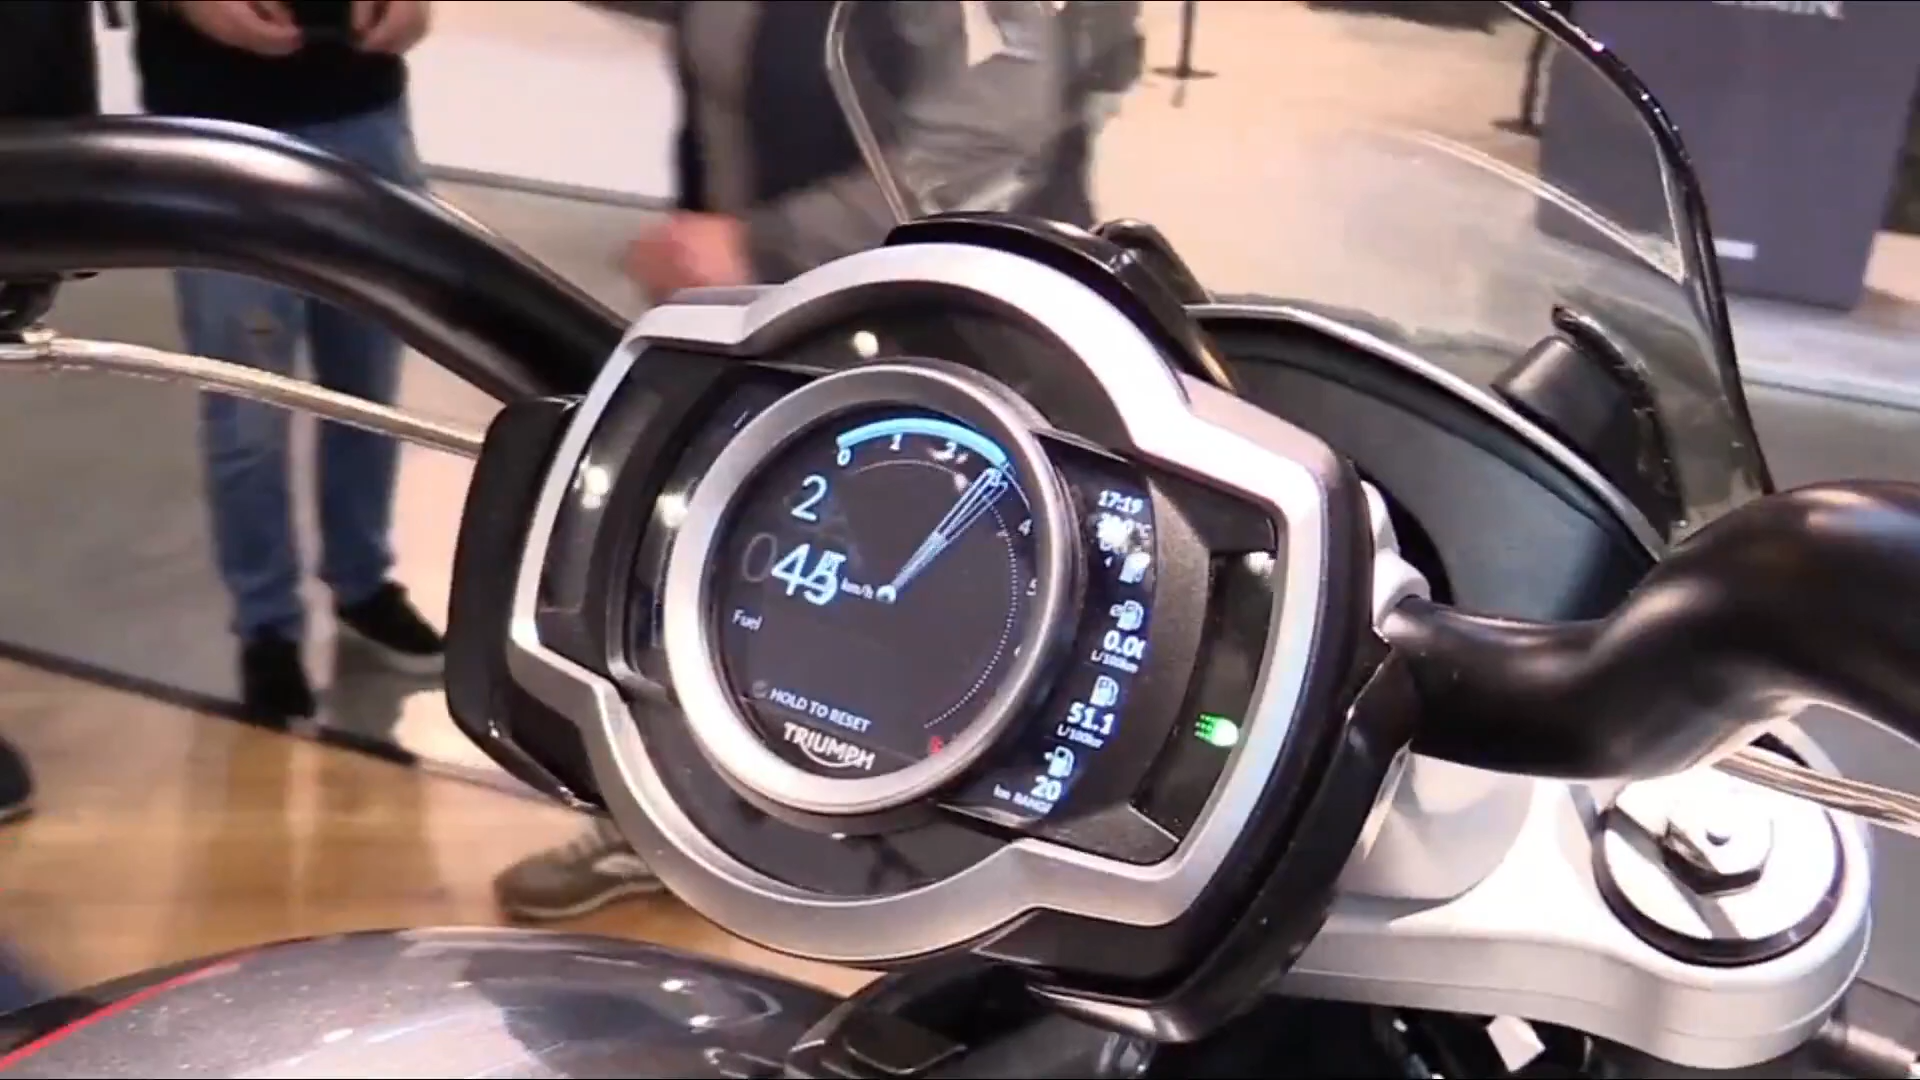 0 1 2 3 4 5
2
45 km/h
Fuel
HOLD TO RESET
TRIUMPH
17:19
0.0
L/100km
51.1
L/100km
20
km RANGE